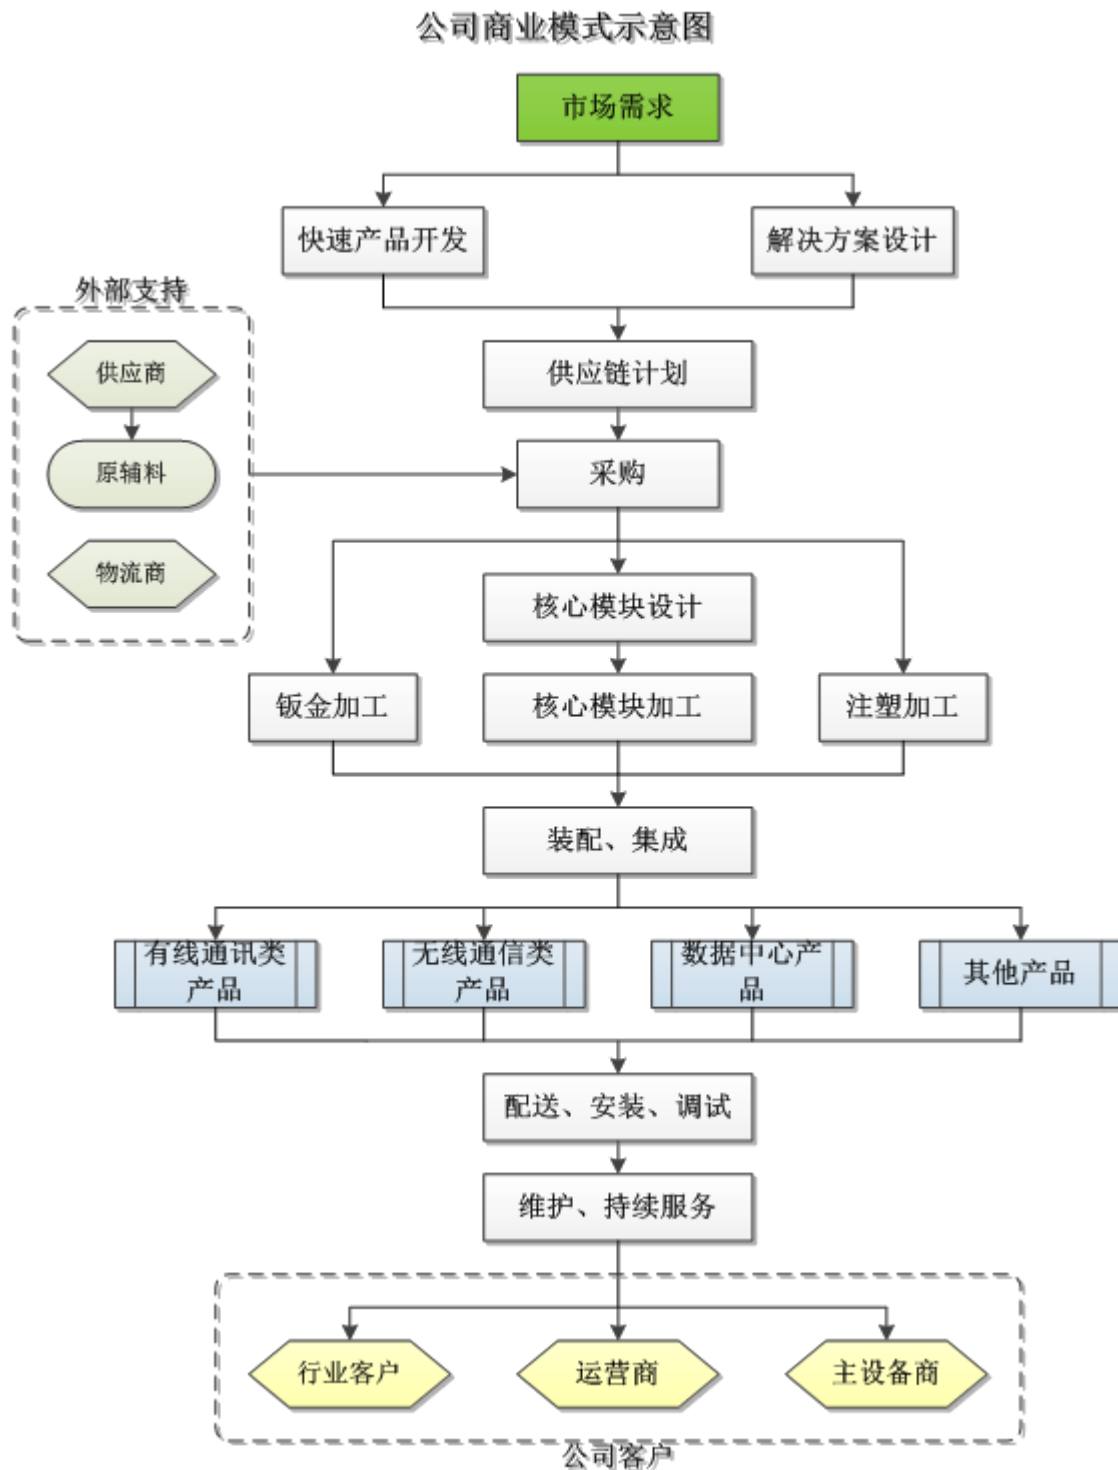 公司商业模式示意图
市场需求
快速产品开发
解决方案设计
外部支持
供应商
供应链计划
原辅料
采购
物流商
核心模块设计
钣金加工
核心模块加工
注塑加工
装配、集成
有线通讯类
产品
无线通信类
产品
数据中心产
品
其他产品
配送、安装、调试
维护、持续服务
行业客户
运营商
主设备商
公司客户